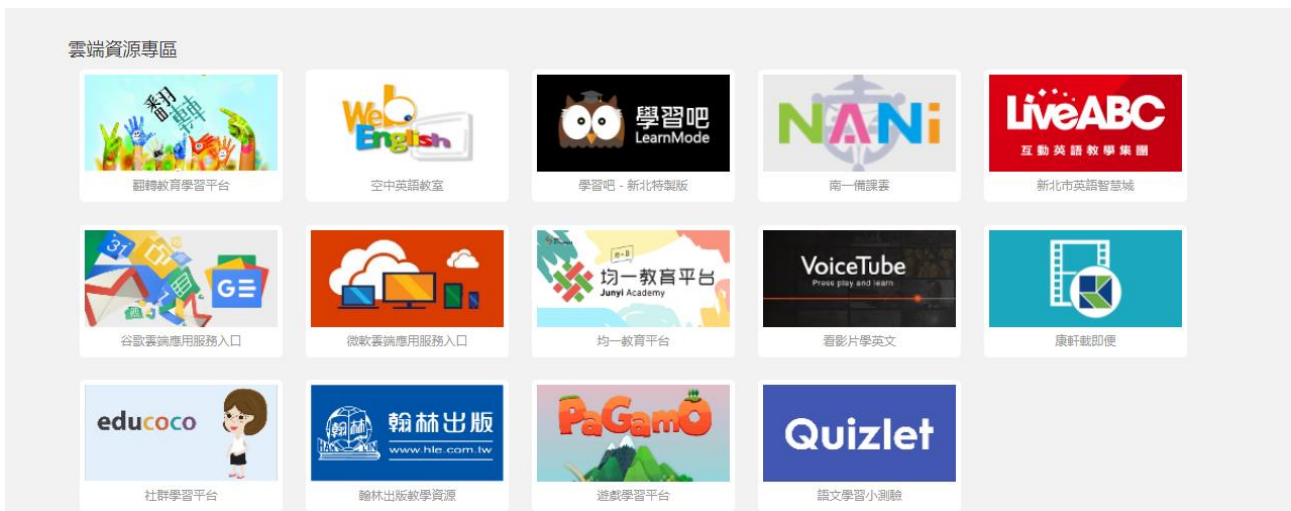 雲端資源專區
翻轉
Web English
學習吧
LearnMode
NANi
LiveABC
互動英語教學集團
翻轉教育學習平台
空中英語教室
學習吧 - 新北特製版
南一備課雲
新北市英語智慧城
31
GE
均一教育平台
Junyi Academy
VoiceTube
Press play and learn
谷歌雲端應用服務入口
微軟雲端應用服務入口
均一教育平台
看影片學英文
康軒載即便
educoco
翰林
翰林出版
www.hle.com.tw
PaGamO
Quizlet
社群學習平台
翰林出版教學資源
遊戲學習平台
語文學習小測驗